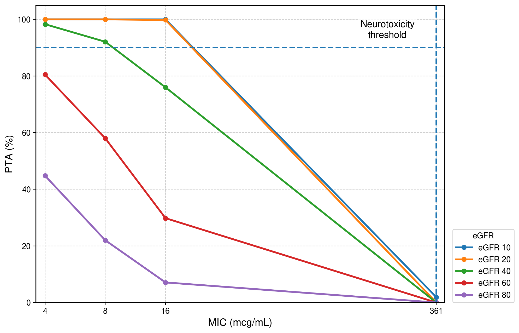 Neurotoxicity
threshold
PTA (%)
100
80
60
40
20
0
4
8
16
361
MIC (mcg/mL)
eGFR
eGFR 10
eGFR 20
eGFR 40
eGFR 60
eGFR 80